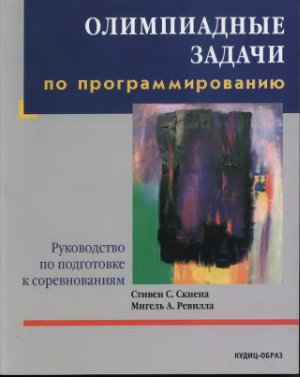 ОЛИМПИАДНЫЕ
ЗАДАЧИ
по программированию
Руководство
по подготовке
к соревнованиям
Стивен С. Скиена
Мигель А. Ревилла
КУДИЦ-ОБРАЗ